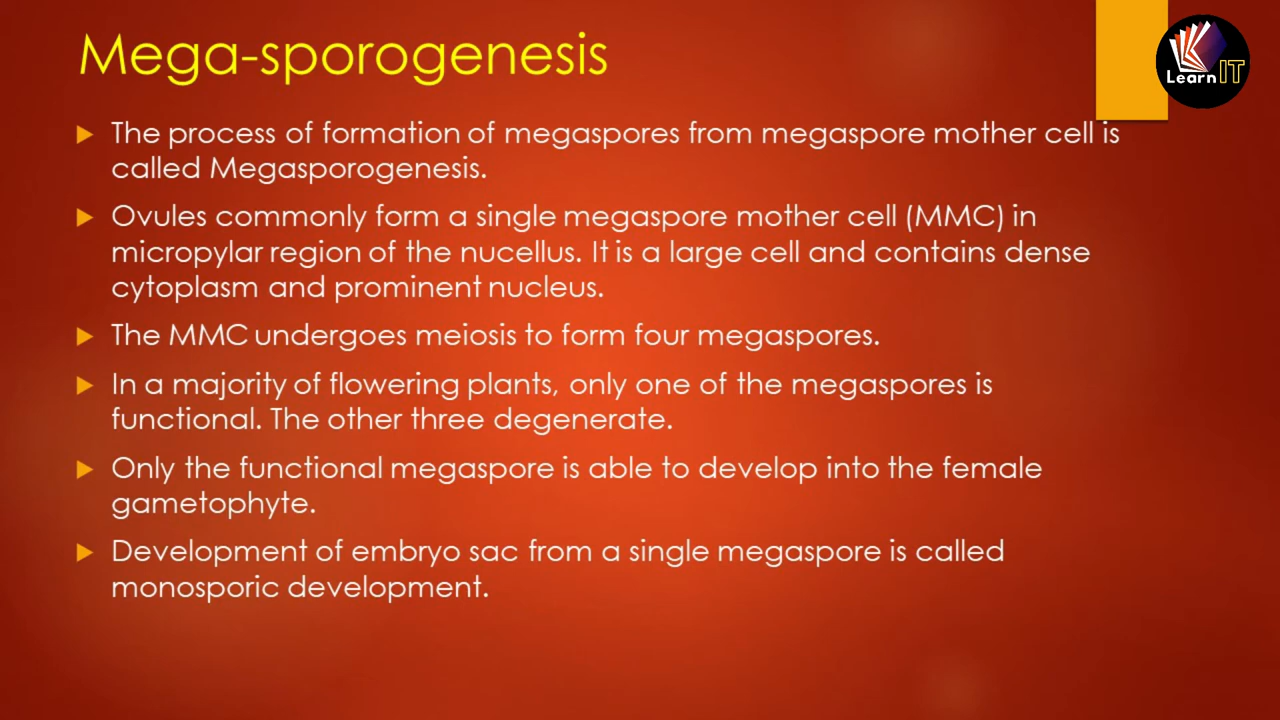 Mega-sporogenesis
Learn IT
The process of formation of megaspores from megaspore mother cell is
called Megasporogenesis.
Ovules commonly form a single megaspore mother cell (MMC) in
micropylar region of the nucellus. It is a large cell and contains dense
cytoplasm and prominent nucleus.
The MMC undergoes meiosis to form four megaspores.
In a majority of flowering plants, only one of the megaspores is
functional. The other three degenerate.
Only the functional megaspore is able to develop into the female
gametophyte.
Development of embryo sac from a single megaspore is called
monosporic development.